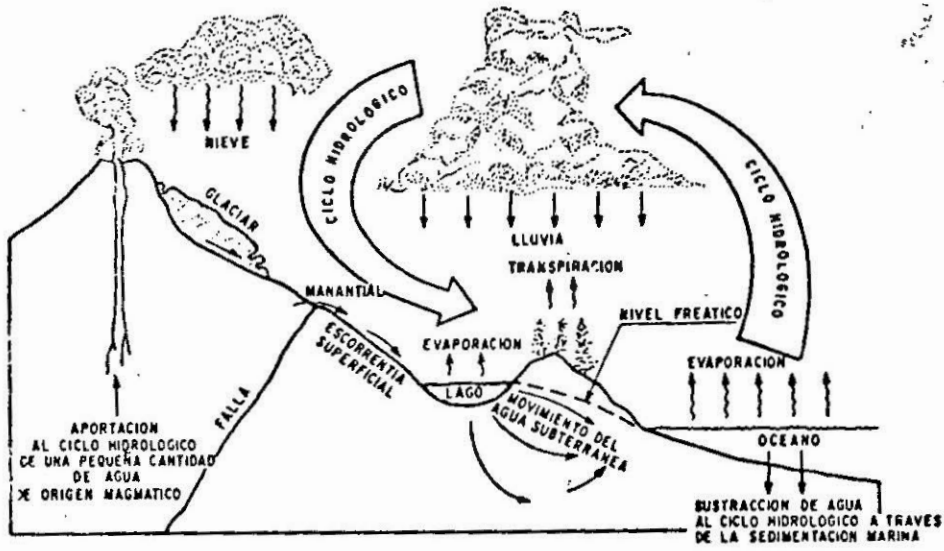 NIEVE
CICLO HIDROLOGICO
CICLO HIDROLOGICO
GLACIAR
LLUVIA
TRANSPIRACION
MANANTIAL
NIVEL FREATICO
ESCORRENTIA
SUPERFICIAL
EVAPORACION
LAGO
MOVIMIENTO DEL
AGUA SUBTERRANEA
EVAPORACION
OCEANO
FALLA
APORTACION
AL CICLO HIDROLOGICO
DE UNA PEQUEÑA CANTIDAD
DE AGUA
DE ORIGEN MAGMATICO
SUSTRACCION DE AGUA
AL CICLO HIDROLOGICO A TRAVÉS
DE LA SEDIMENTACION MARINA